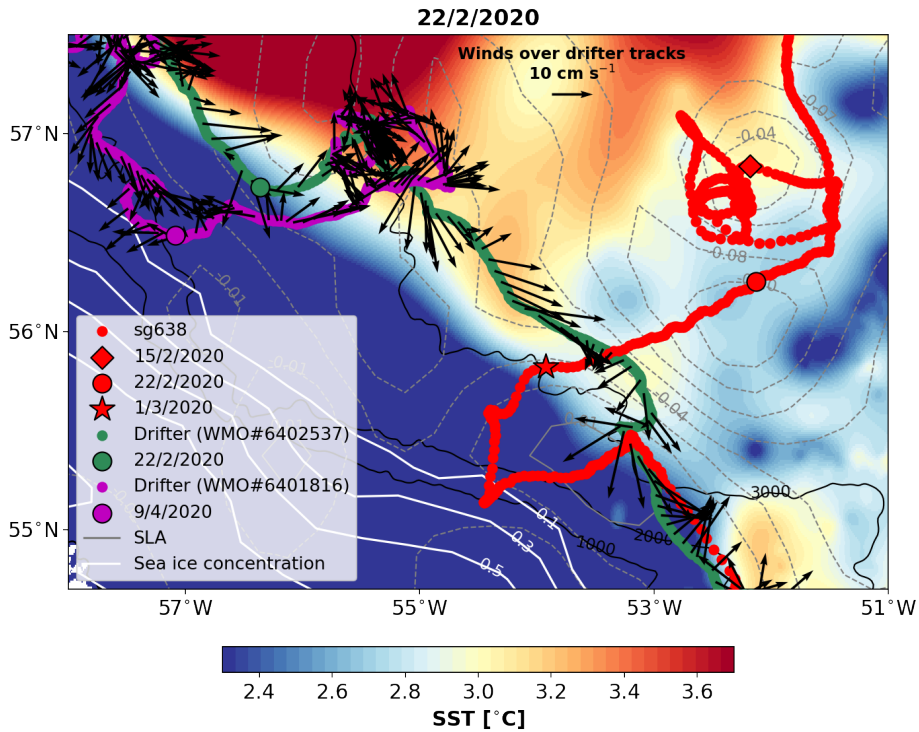 22/2/2020
Winds over drifter tracks
10 cm s⁻¹
57°N
56°N
55°N
-0.01
-0.04
-0.08
-0.01
-0.01
-0.04
3000
2000
1000
0.1
0.3
0.5
sg638
15/2/2020
22/2/2020
1/3/2020
Drifter (WMO#6402537)
22/2/2020
Drifter (WMO#6401816)
9/4/2020
SLA
Sea ice concentration
57°W
55°W
53°W
51°W
2.4
2.6
2.8
3.0
3.2
3.4
3.6
SST [°C]